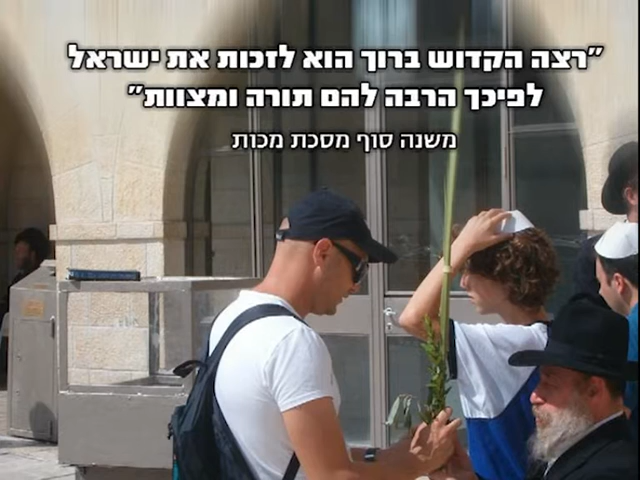 "רצה הקדוש ברוך הוא לזכות את ישראל
לפיכך הרבה להם תורה ומצוות"
משנה סוף מסכת מכות